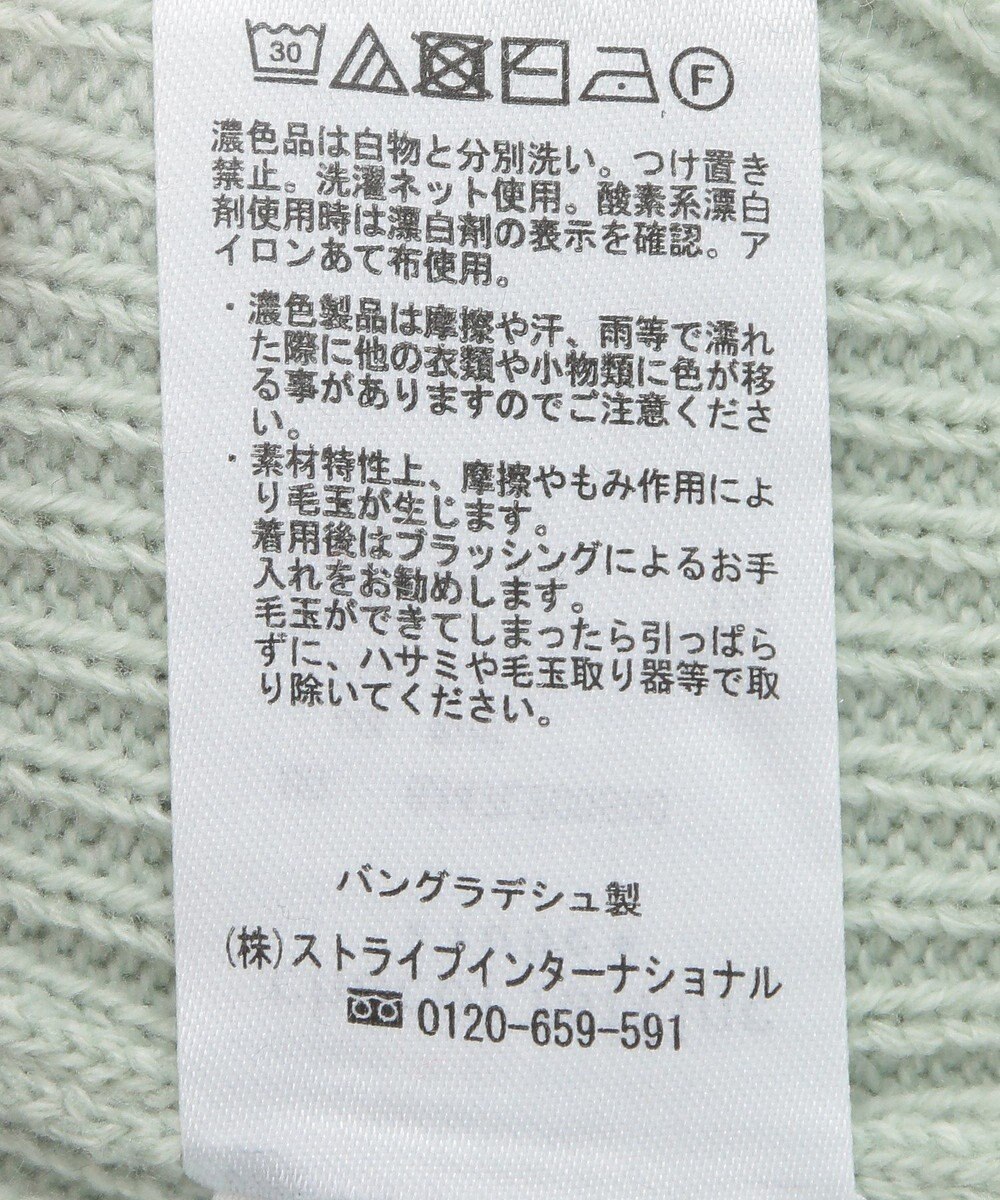 30
F
濃色品は白物と分別洗い。つけ置き
禁止。洗濯ネット使用。酸素系漂白
剤使用時は漂白剤の表示を確認。ア
イロンあて布使用。
・濃色製品は摩擦や汗、雨等で濡れ
た際に他の衣類や小物類に色が移
る事がありますのでご注意くださ
い。
・素材特性上、摩擦やもみ作用によ
り毛玉が生じます。
着用後はブラッシングによるお手
入れをお勧めします。
毛玉ができてしまったら引っぱら
ずに、ハサミや毛玉取り器等で取
り除いてください。
バングラデシュ製
(株)ストライプインターナショナル
0120-659-591